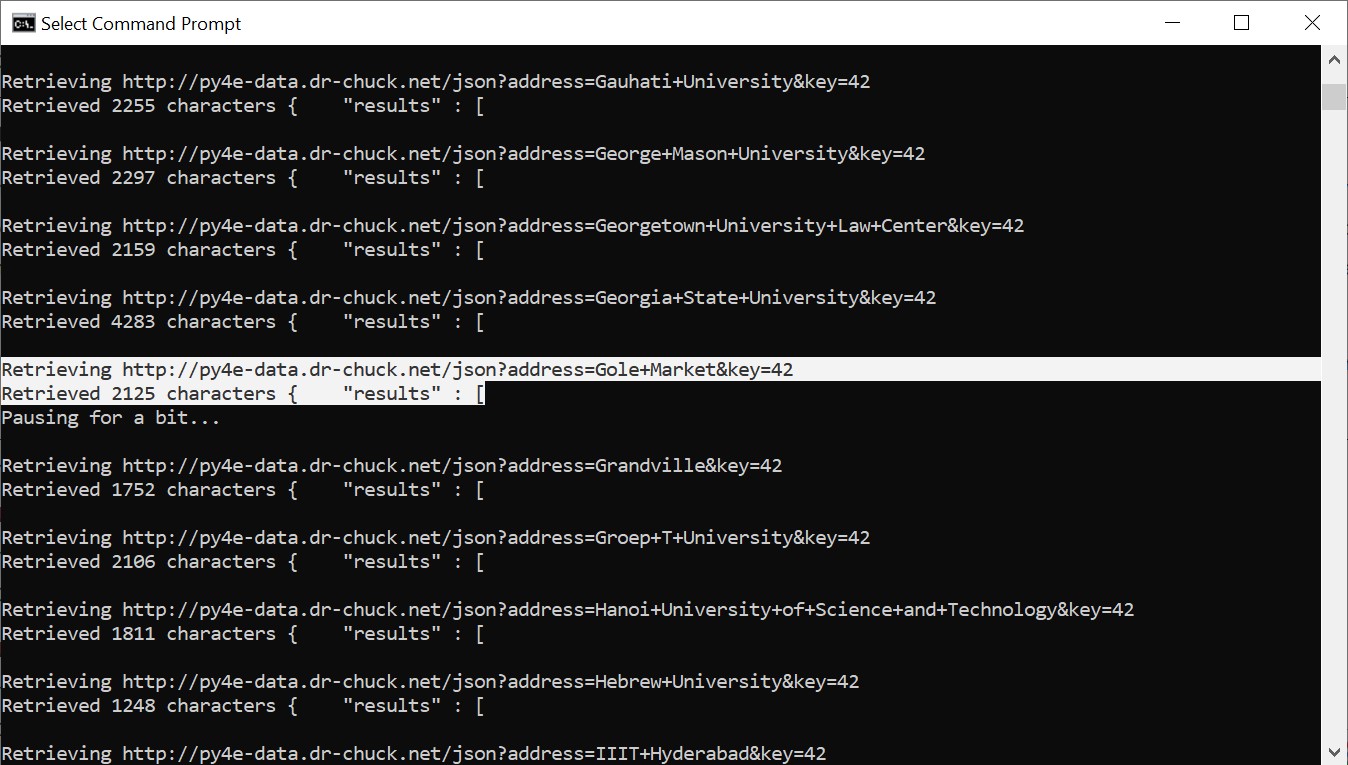 Select Command Prompt
Retrieving http://py4e-data.dr-chuck.net/json?address=Gauhati+University&key=42
Retrieved 2255 characters {    "results" : [
Retrieving http://py4e-data.dr-chuck.net/json?address=George+Mason+University&key=42
Retrieved 2297 characters {    "results" : [
Retrieving http://py4e-data.dr-chuck.net/json?address=Georgetown+University+Law+Center&key=42
Retrieved 2159 characters {    "results" : [
Retrieving http://py4e-data.dr-chuck.net/json?address=Georgia+State+University&key=42
Retrieved 4283 characters {    "results" : [
Retrieving http://py4e-data.dr-chuck.net/json?address=Gole+Market&key=42
Retrieved 2125 characters {    "results" : [
Pausing for a bit...
Retrieving http://py4e-data.dr-chuck.net/json?address=Grandville&key=42
Retrieved 1752 characters {    "results" : [
Retrieving http://py4e-data.dr-chuck.net/json?address=Groep+T+University&key=42
Retrieved 2106 characters {    "results" : [
Retrieving http://py4e-data.dr-chuck.net/json?address=Hanoi+University+of+Science+and+Technology&key=42
Retrieved 1811 characters {    "results" : [
Retrieving http://py4e-data.dr-chuck.net/json?address=Hebrew+University&key=42
Retrieved 1248 characters {    "results" : [
Retrieving http://py4e-data.dr-chuck.net/json?address=IIIT+Hyderabad&key=42